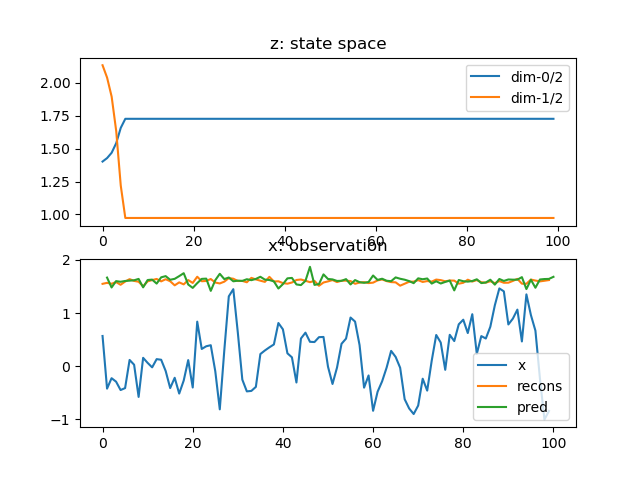 z: state space
2.00
1.75
1.50
1.25
1.00
dim-0/2
dim-1/2
0 20 40 60 80 100
x: observation
2
1
0
−1
x
recons
pred
0 20 40 60 80 100